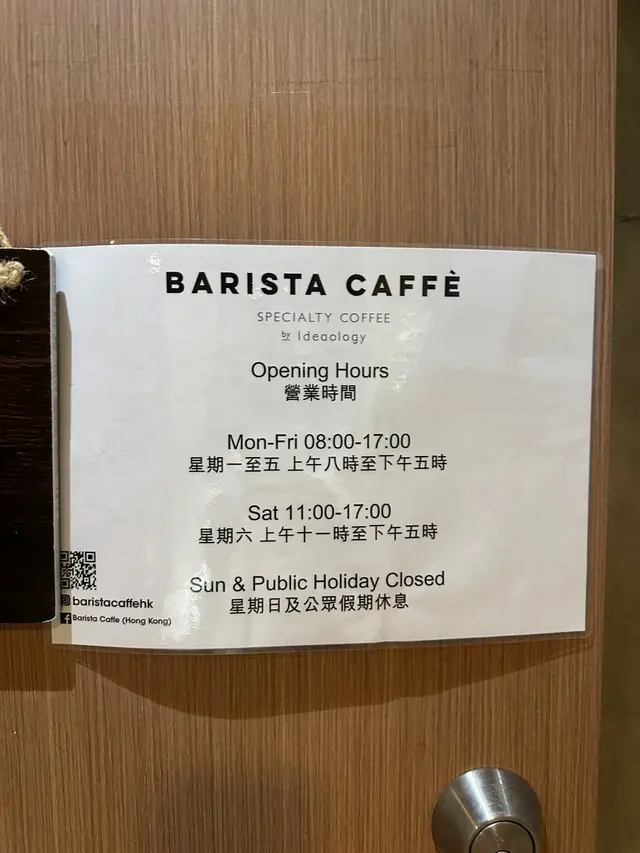 BARISTA CAFFÈ
SPECIALTY COFFEE
by Ideaology
Opening Hours
營業時間
Mon-Fri 08:00-17:00
星期一至五 上午八時至下午五時
Sat 11:00-17:00
星期六 上午十一時至下午五時
Sun & Public Holiday Closed
星期日及公眾假期休息
baristacaffehk
Barista Caffe (Hong Kong)